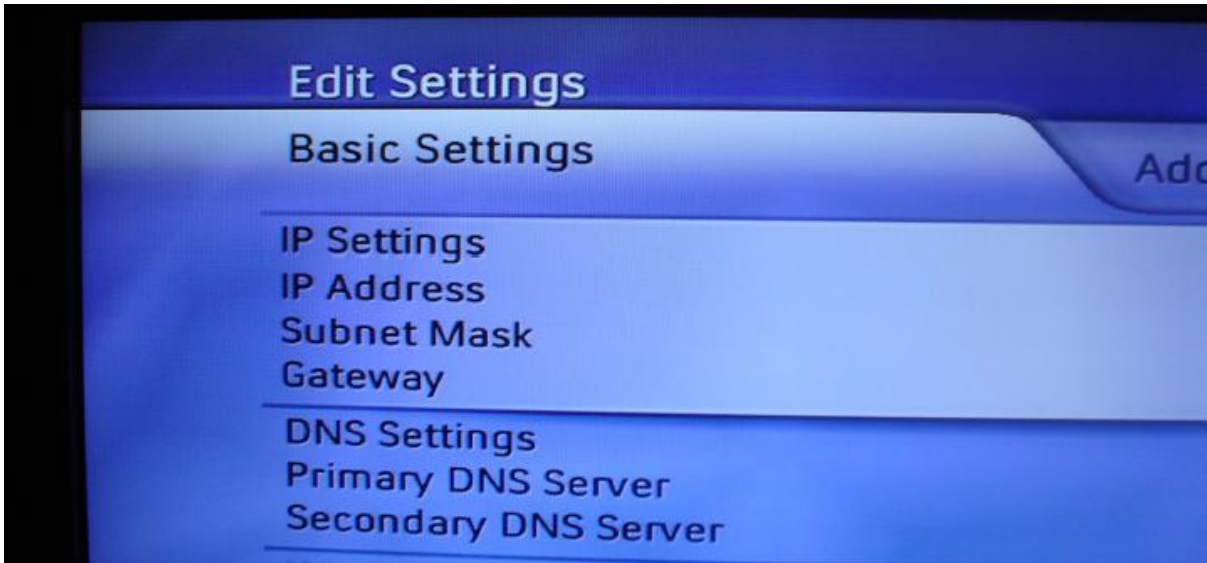 Edit Settings
Basic Settings
IP Settings
IP Address
Subnet Mask
Gateway
DNS Settings
Primary DNS Server
Secondary DNS Server